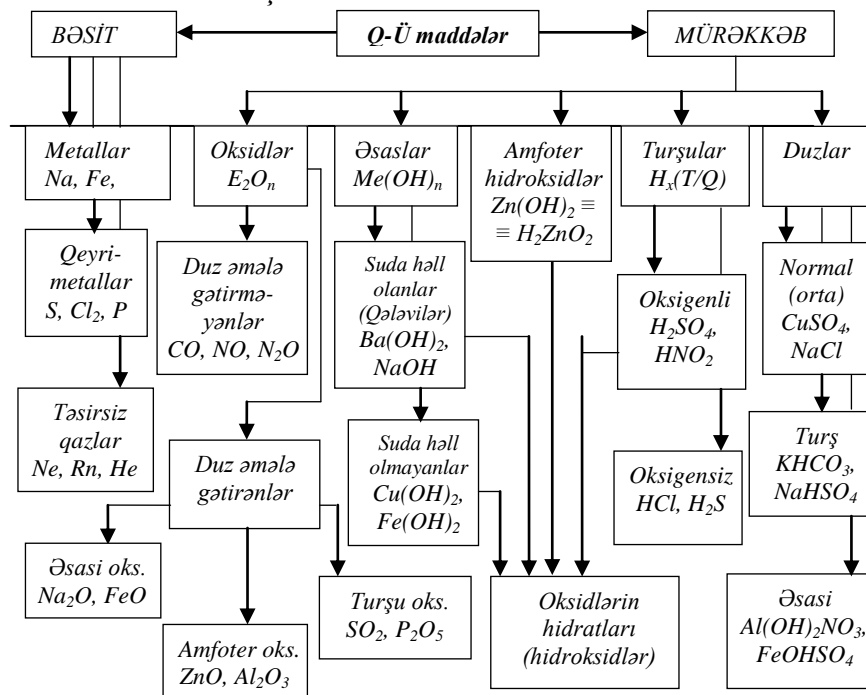 BƏSİT
Q-Ü maddələr
MÜRƏKKƏB
Metallar
Na, Fe,
Oksidlər
E₂Oₙ
Əsaslar
Me(OH)ₙ
Amfoter
hidroksidlər
Zn(OH)₂ ≡
≡ H₂ZnO₂
Turşular
Hₓ(T/Q)
Duzlar
Qeyri-
metallar
S, Cl₂, P
Duz əmələ
gətirmə-
yənlər
CO, NO, N₂O
Suda həll
olanlar
(Qələvilər)
Ba(OH)₂,
NaOH
Oksigenli
H₂SO₄,
HNO₂
Normal
(orta)
CuSO₄,
NaCl
Təsirsiz
qazlar
Ne, Rn, He
Duz əmələ
gətirənlər
Suda həll
olmayanlar
Cu(OH)₂,
Fe(OH)₂
Oksigensiz
HCl, H₂S
Turş
KHCO₃,
NaHSO₄
Əsasi oks.
Na₂O, FeO
Amfoter oks.
ZnO, Al₂O₃
Turşu oks.
SO₂, P₂O₅
Oksidlərin
hidratları
(hidroksidlər)
Əsasi
Al(OH)₂NO₃,
FeOHSO₄